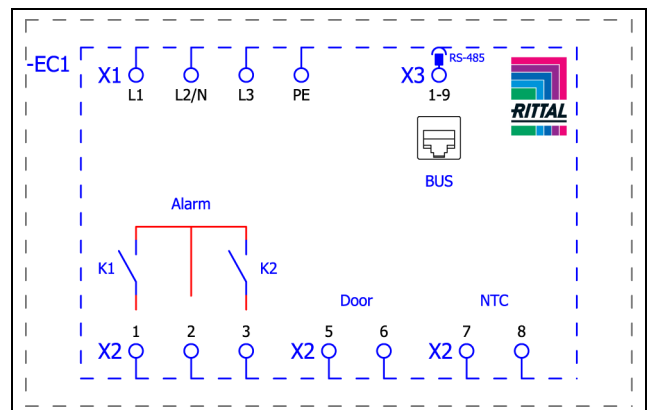 -EC1
X1 X3 RS-485
L1 L2/N L3 PE 1-9
RITTAL
BUS
Alarm
K1 K2
Door NTC
1 2 3 5 6 7 8
X2 X2 X2